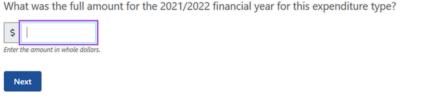 What was the full amount for the 2021/2022 financial year for this expenditure type?
$
Enter the amount in whole dollars.
Next